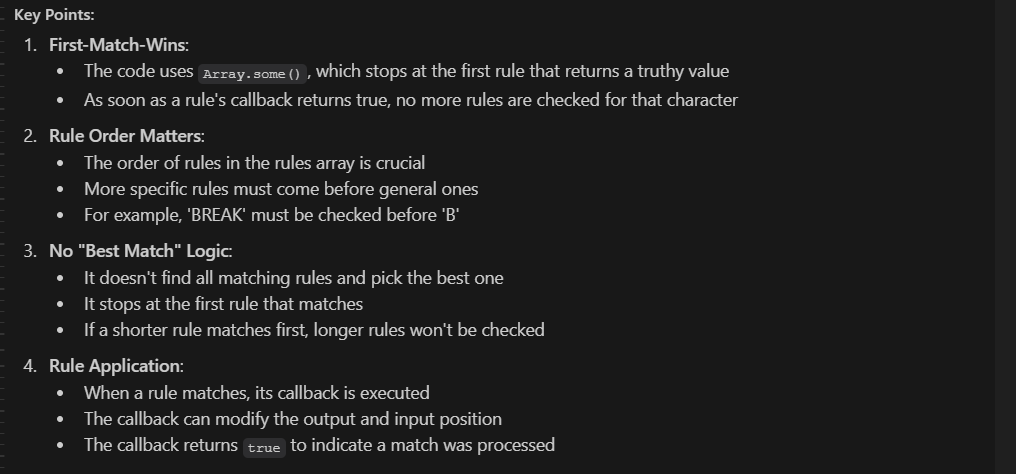 Key Points:
1. First-Match-Wins:
• The code uses Array.some(), which stops at the first rule that returns a truthy value
• As soon as a rule's callback returns true, no more rules are checked for that character
2. Rule Order Matters:
• The order of rules in the rules array is crucial
• More specific rules must come before general ones
• For example, 'BREAK' must be checked before 'B'
3. No "Best Match" Logic:
• It doesn't find all matching rules and pick the best one
• It stops at the first rule that matches
• If a shorter rule matches first, longer rules won't be checked
4. Rule Application:
• When a rule matches, its callback is executed
• The callback can modify the output and input position
• The callback returns true to indicate a match was processed